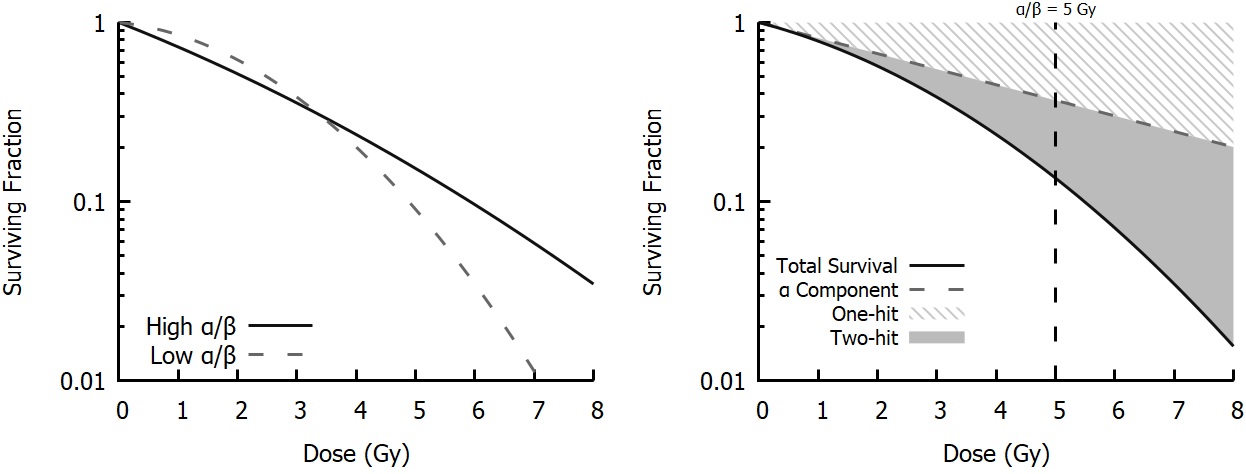 1
0.1
0.01
Surviving Fraction
High α/β
Low α/β
0 1 2 3 4 5 6 7 8
Dose (Gy)
α/β = 5 Gy
1
0.1
0.01
Surviving Fraction
Total Survival
α Component
One-hit
Two-hit
0 1 2 3 4 5 6 7 8
Dose (Gy)